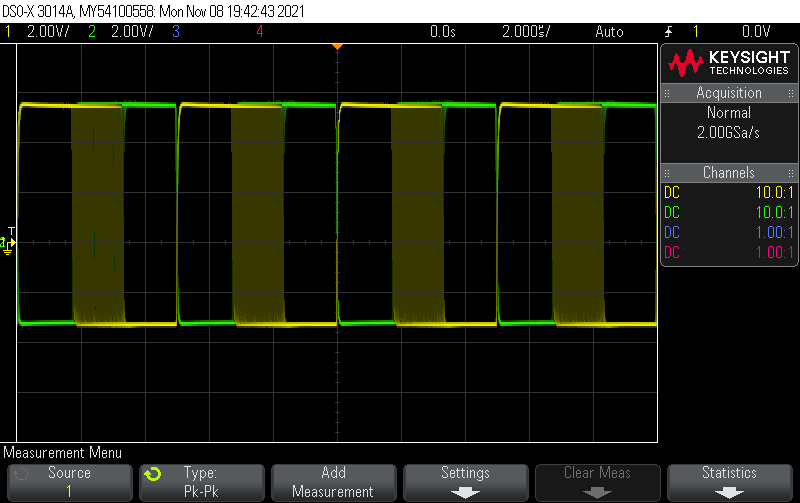 DSO-X 3014A, MY54100558: Mon Nov 08 19:42:43 2021
1 2.00V/ 2 2.00V/ 3 4 0.0s 2.000s/ Auto 1 0.0V
KEYSIGHT
TECHNOLOGIES
Acquisition
Normal
2.00GSa/s
Channels
DC 10.0:1
DC 10.0:1
DC 1.00:1
DC 1.00:1
T
Measurement Menu
Source
1
Type:
Pk-Pk
Add
Measurement
Settings
Clear Meas
Statistics